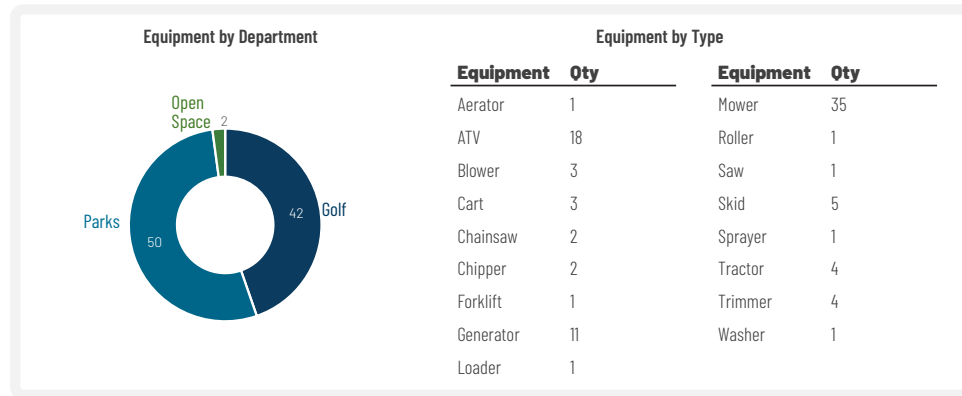 Equipment by Department
Open
Space 2
Golf
42
Parks
50
Equipment by Type
Equipment Qty
Aerator 1
ATV 18
Blower 3
Cart 3
Chainsaw 2
Chipper 2
Forklift 1
Generator 11
Loader 1
Equipment Qty
Mower 35
Roller 1
Saw 1
Skid 5
Sprayer 1
Tractor 4
Trimmer 4
Washer 1